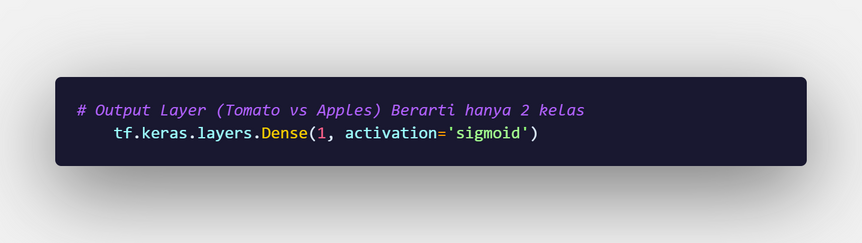 # Output Layer (Tomato vs Apples) Berarti hanya 2 kelas
tf.keras.layers.Dense(1, activation='sigmoid')